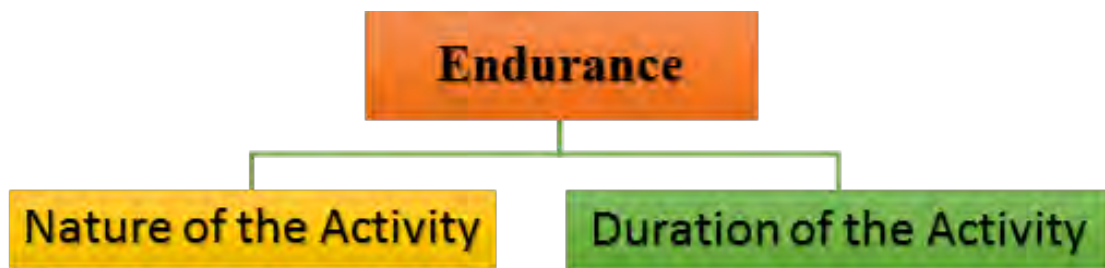 Endurance
Nature of the Activity
Duration of the Activity